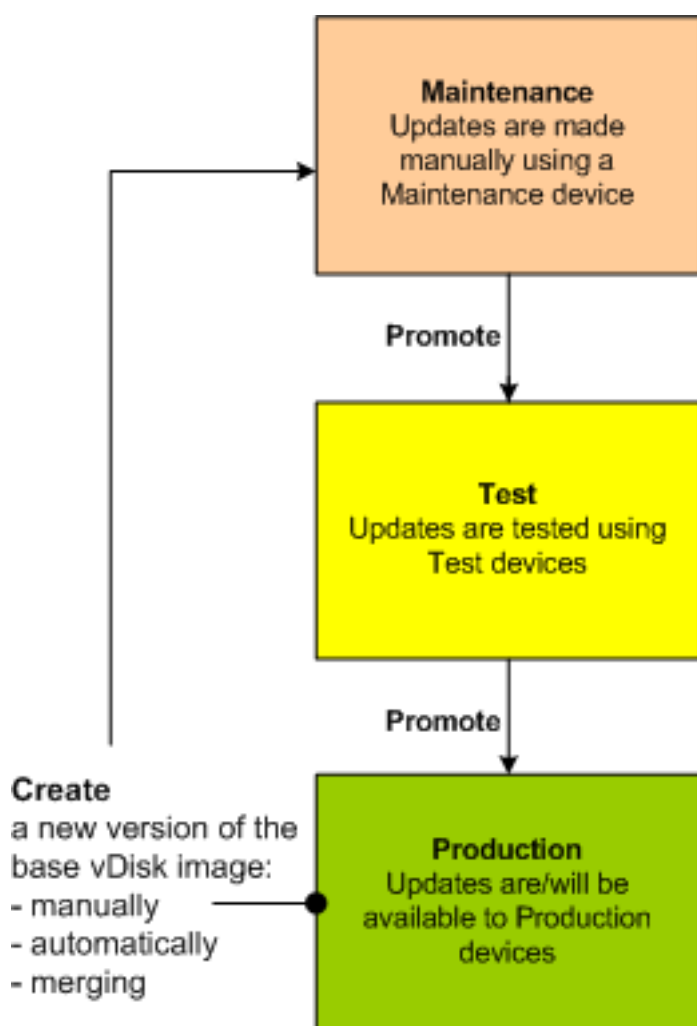 Maintenance
Updates are made
manually using a
Maintenance device
Promote
Test
Updates are tested using
Test devices
Promote
Create
a new version of the
base vDisk image:
- manually
- automatically
- merging
Production
Updates are/will be
available to Production
devices